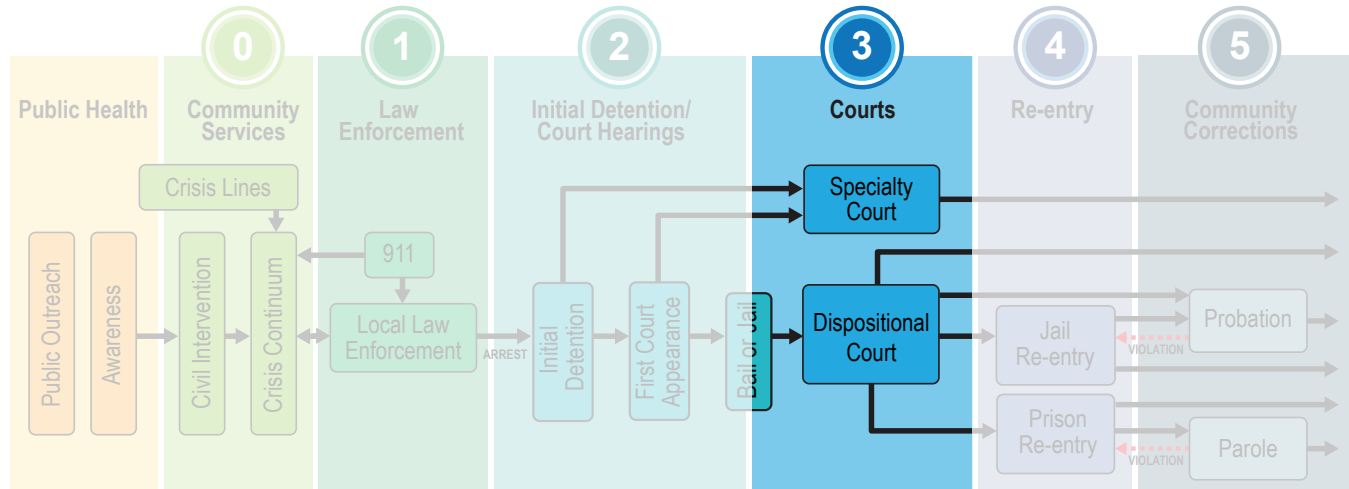 0
1
2
3
4
5
Public Health
Community
Services
Law
Enforcement
Initial Detention/
Court Hearings
Courts
Re-entry
Community
Corrections
Crisis Lines
Public Outreach
Awareness
Civil Intervention
Crisis Continuum
911
Local Law
Enforcement
ARREST
Initial
Detention
First Court
Appearance
Bail or Jail
Specialty
Court
Dispositional
Court
Jail
Re-entry
Prison
Re-entry
VIOLATION
Probation
VIOLATION
Parole